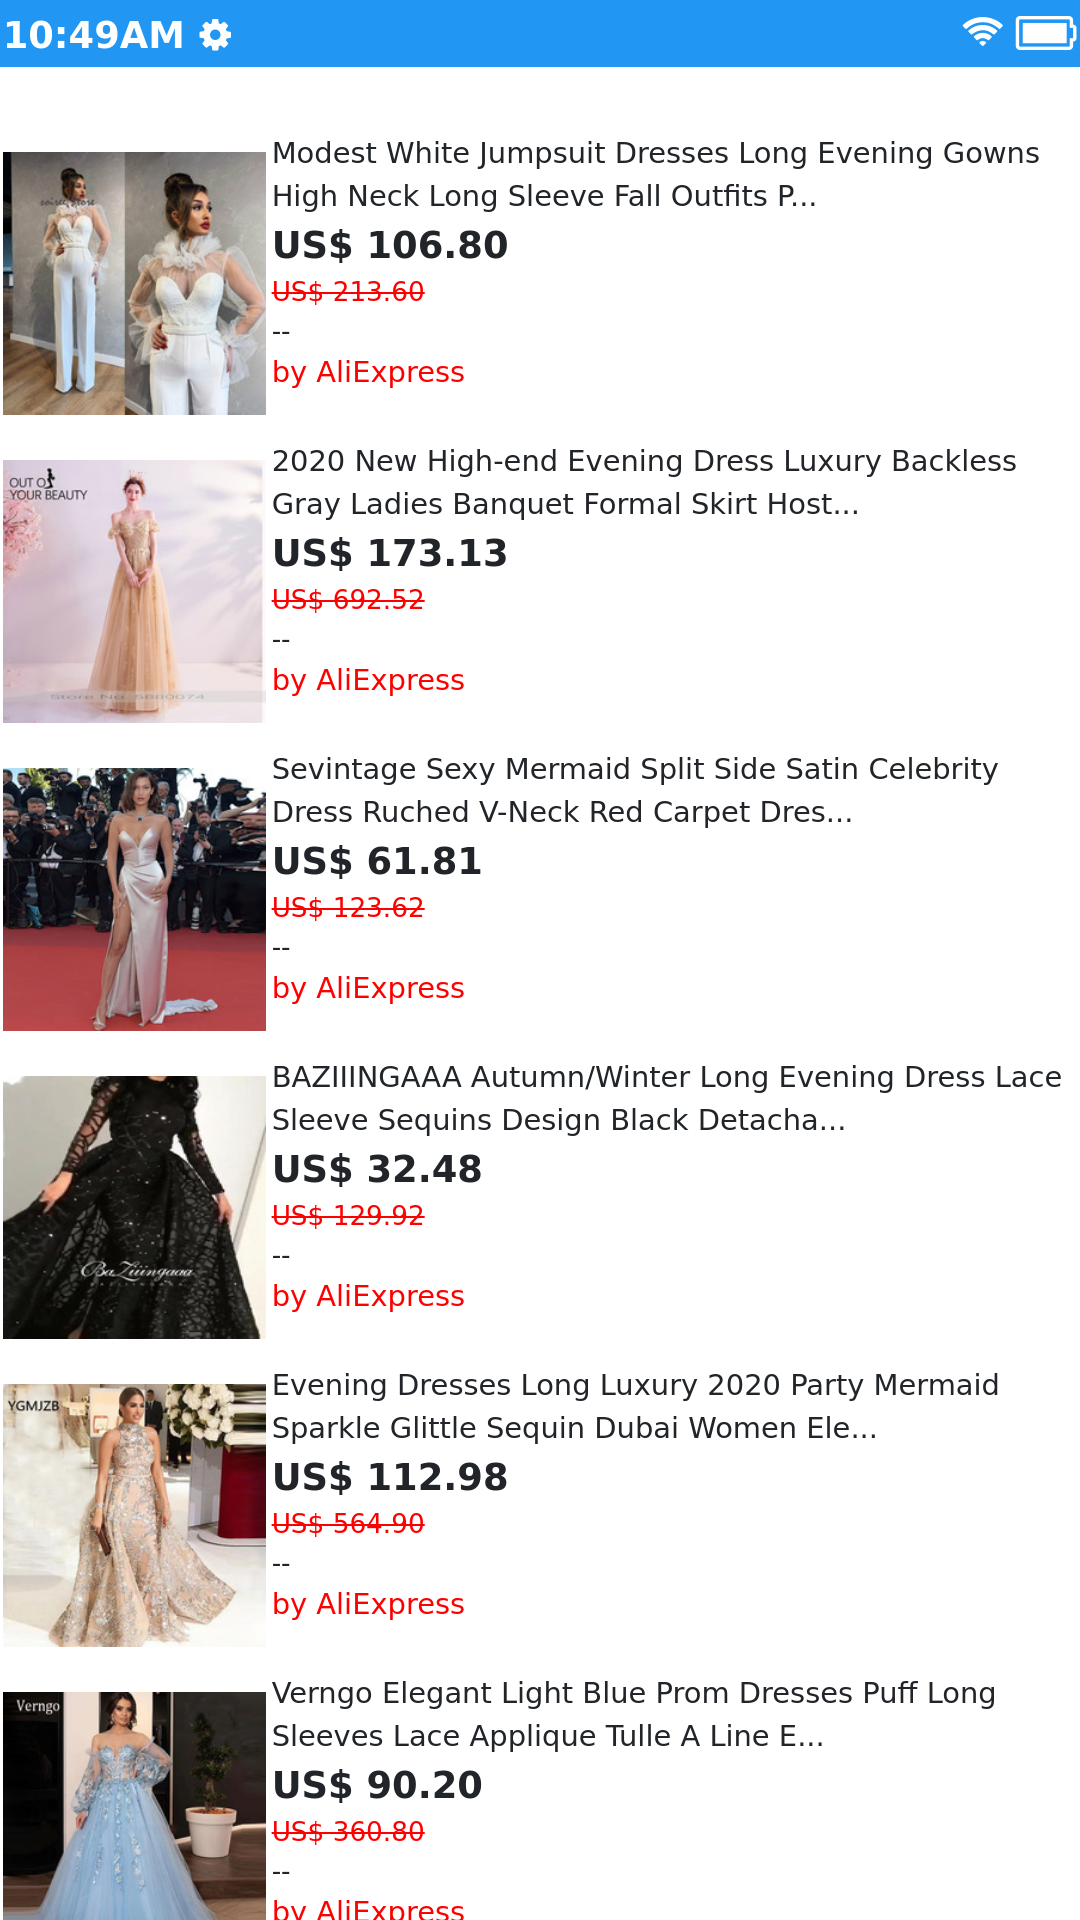 10:49AM
Modest White Jumpsuit Dresses Long Evening Gowns
High Neck Long Sleeve Fall Outfits P...
US$ 106.80
US$ 213.60
--
by AliExpress
soiree store
2020 New High-end Evening Dress Luxury Backless
Gray Ladies Banquet Formal Skirt Host...
US$ 173.13
US$ 692.52
--
by AliExpress
OUT OF
YOUR BEAUTY
Store No. 5880074
Sevintage Sexy Mermaid Split Side Satin Celebrity
Dress Ruched V-Neck Red Carpet Dres...
US$ 61.81
US$ 123.62
--
by AliExpress
BAZIIINGAAA Autumn/Winter Long Evening Dress Lace
Sleeve Sequins Design Black Detacha...
US$ 32.48
US$ 129.92
--
by AliExpress
BaZiiingaaa
Evening Dresses Long Luxury 2020 Party Mermaid
Sparkle Glittle Sequin Dubai Women Ele...
US$ 112.98
US$ 564.90
--
by AliExpress
YGMJZB
Verngo Elegant Light Blue Prom Dresses Puff Long
Sleeves Lace Applique Tulle A Line E...
US$ 90.20
US$ 360.80
--
by AliExpress
Verngo